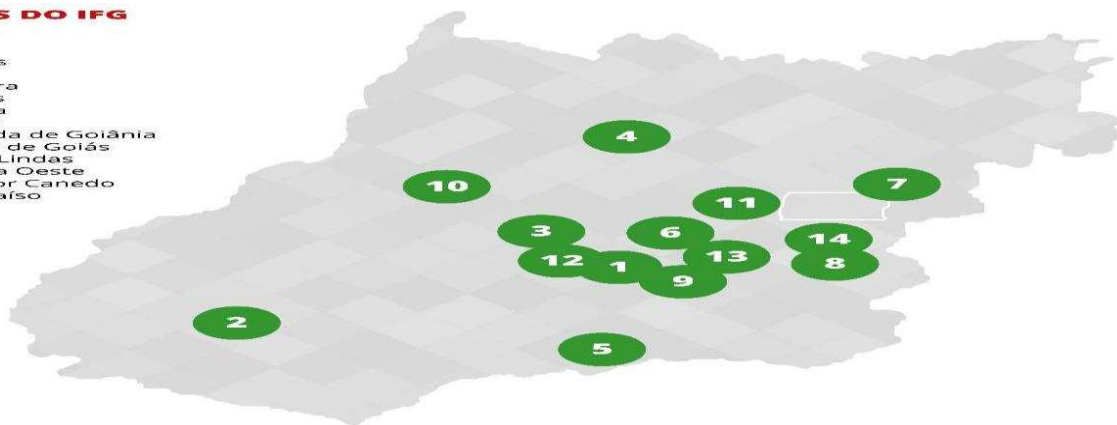 S DO IFG
s
ra
s
a
da de Goiânia
de Goiás
Lindas
a Oeste
or Canedo
aíso
4
10
7
11
3
6
14
12
1
13
8
9
2
5